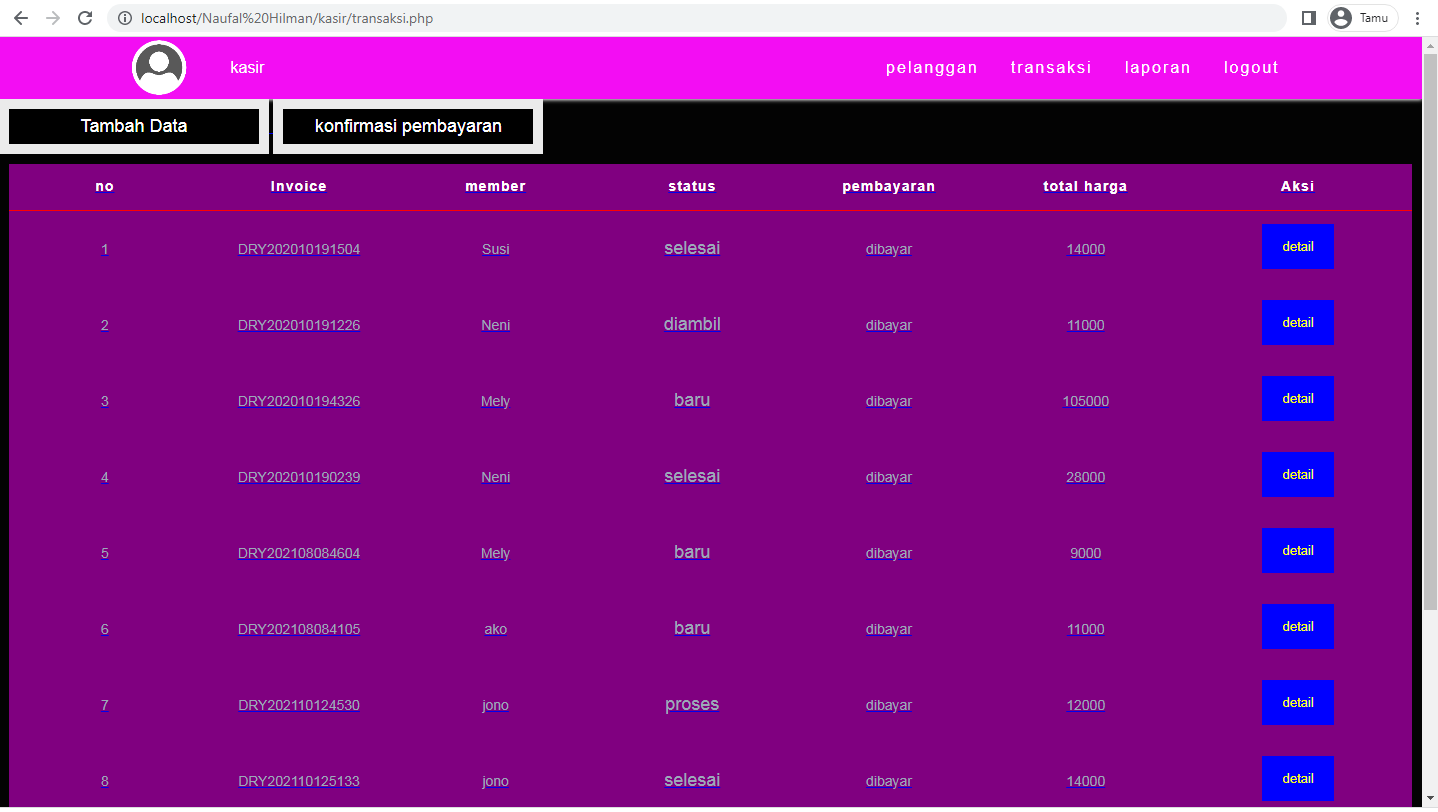 localhost/Naufal%20Hilman/kasir/transaksi.php Tamu
kasir pelanggan transaksi laporan logout
Tambah Data konfirmasi pembayaran
no Invoice member status pembayaran total harga Aksi
1 DRY202010191504 Susi selesai dibayar 14000 detail
2 DRY202010191226 Neni diambil dibayar 11000 detail
3 DRY202010194326 Mely baru dibayar 105000 detail
4 DRY202010190239 Neni selesai dibayar 28000 detail
5 DRY202108084604 Mely baru dibayar 9000 detail
6 DRY202108084105 ako baru dibayar 11000 detail
7 DRY202110124530 jono proses dibayar 12000 detail
8 DRY202110125133 jono selesai dibayar 14000 detail